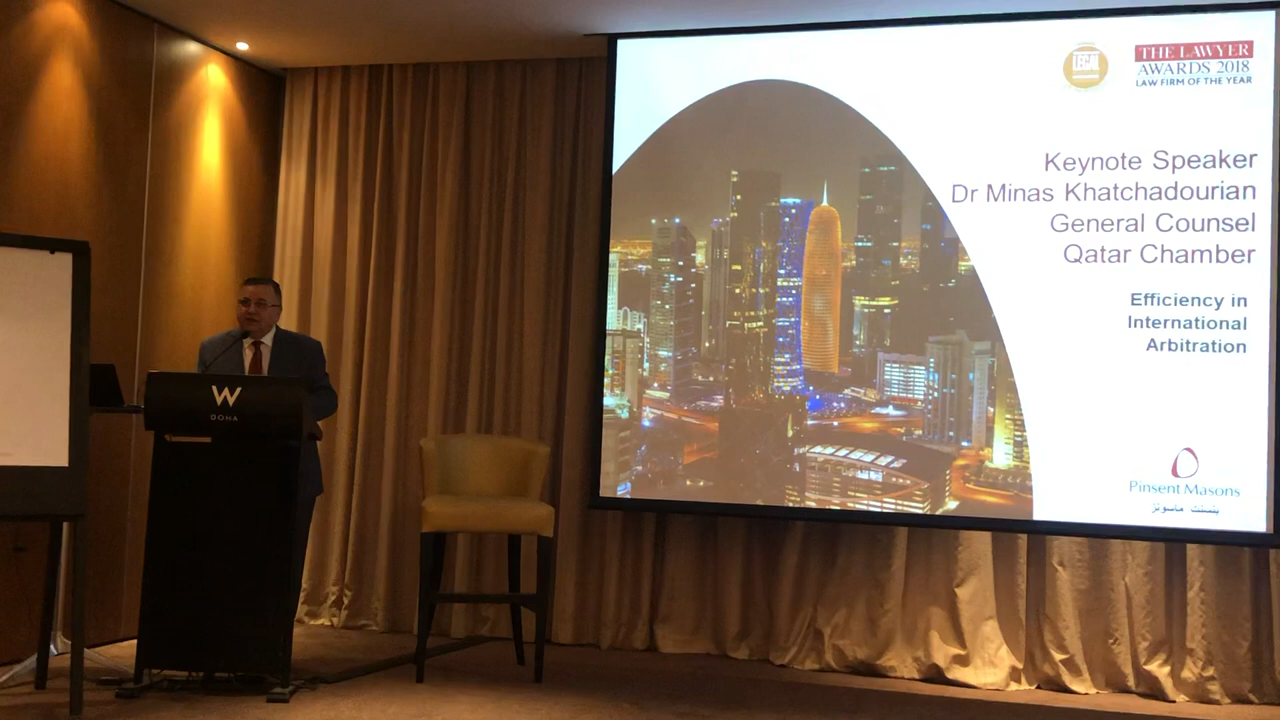 LEGAL
THE LAWYER
AWARDS 2018
LAW FIRM OF THE YEAR
Keynote Speaker
Dr Minas Khatchadourian
General Counsel
Qatar Chamber
Efficiency in
International
Arbitration
Pinsent Masons
بنسنت ماسونز
W
DOHA